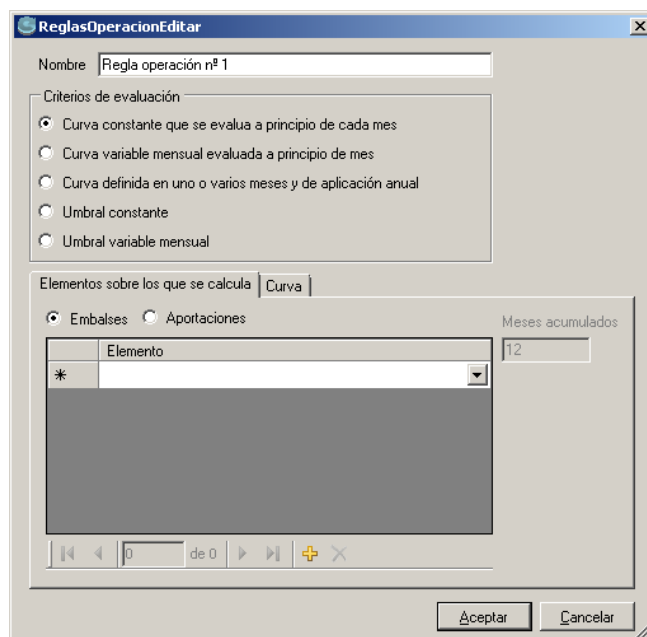 ReglasOperacionEditar
Nombre Regla operación nº 1
Criterios de evaluación
Curva constante que se evalua a principio de cada mes
Curva variable mensual evaluada a principio de mes
Curva definida en uno o varios meses y de aplicación anual
Umbral constante
Umbral variable mensual
Elementos sobre los que se calcula Curva
Embalses Aportaciones Meses acumulados
12
Elemento
0 de 0
Aceptar Cancelar